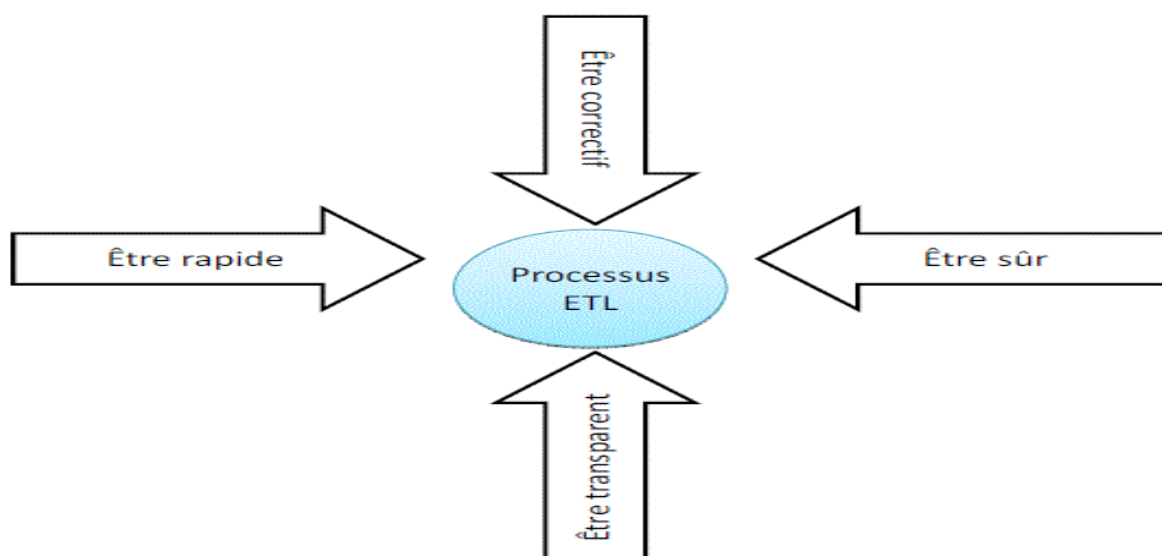 Être correctif
Être rapide
Être sûr
Processus
ETL
Être transparent